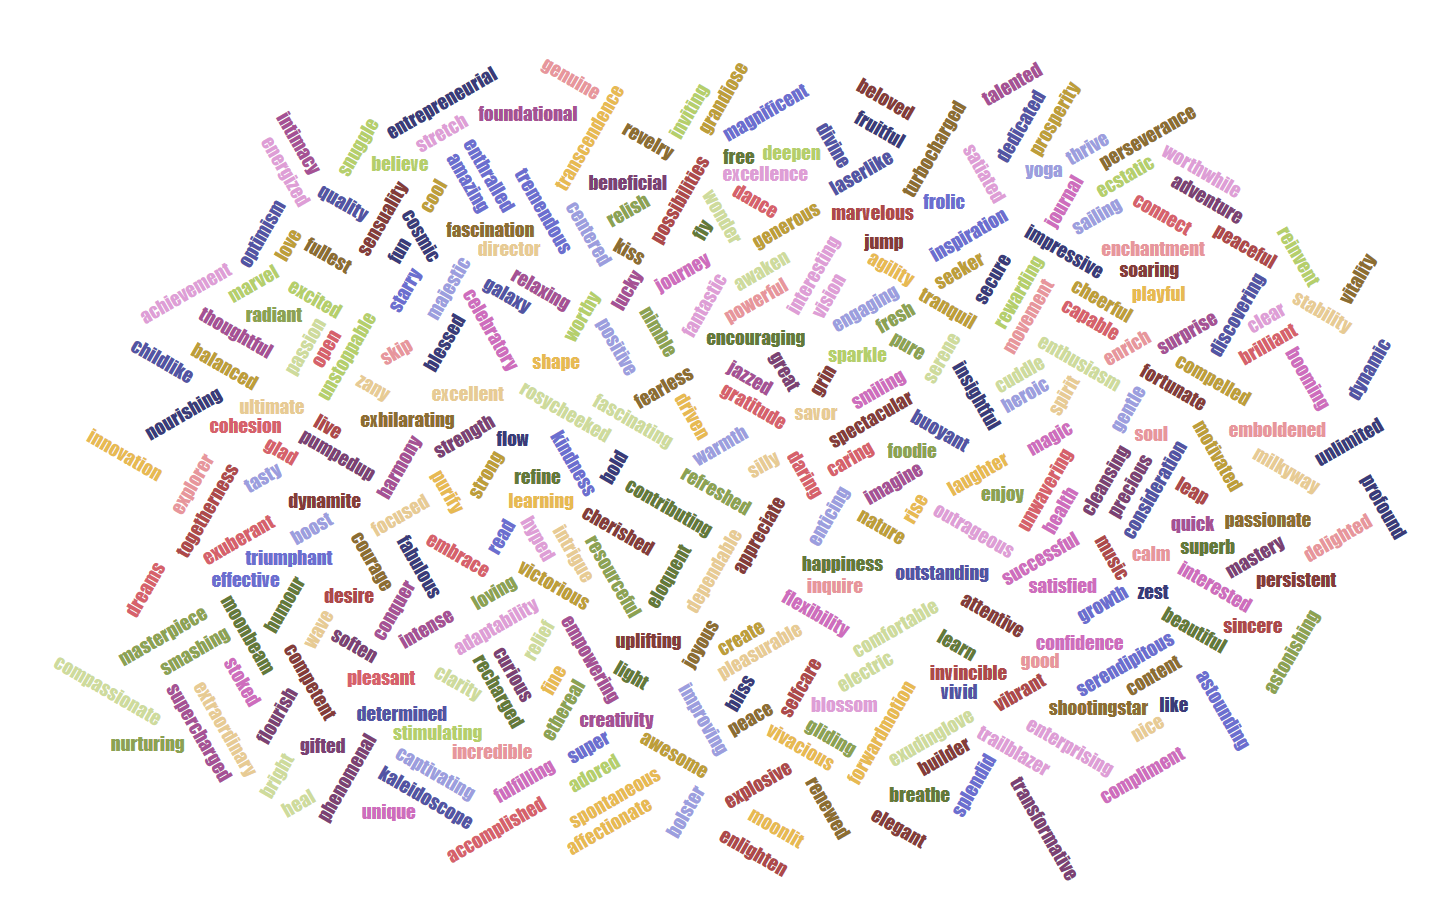 genuine
entrepreneurial
foundational
stretch
transcendence
revelry
inviting
grandiose
magnificent
beloved
fruitful
talented
dedicated
prosperity
perseverance
thrive
turbocharged
intimacy
energized
snuggle
believe
enthralled
amazing
tremendous
beneficial
free
deepen
excellence
divine
laserlike
satiated
yoga
ecstatic
worthwhile
adventure
quality
sensuality
cool
cosmic
fun
fascination
director
centered
relish
kiss
possibilities
fly
wonder
dance
generous
marvelous
frolic
jump
inspiration
journal
sailing
connect
peaceful
enchantment
impressive
soaring
playful
cheerful
capable
reinvent
vitality
stability
optimism
love
fullest
achievement
marvel
excited
radiant
thoughtful
starry
majestic
galaxy
relaxing
celebratory
worthy
lucky
journey
awaken
fantastic
powerful
interesting
vision
agility
seeker
secure
engaging
fresh
tranquil
rewarding
movement
discovering
clear
surprise
brilliant
enrich
childlike
balanced
passion
open
unstoppable
skip
blessed
shape
positive
nimble
encouraging
sparkle
pure
serene
enthusiasm
cuddle
heroic
spirit
connected
fortunate
booming
dynamic
nourishing
ultimate
cohesion
zany
excellent
exhilarating
rosycheeked
fascinating
fearless
driven
jazzed
great
grin
gratitude
savor
smiling
spectacular
insightful
buoyant
gentle
soul
emboldened
unlimited
innovation
live
pumpedup
glad
tasty
harmony
strength
flow
kindness
bold
warmth
silly
daring
caring
foodie
magic
motivated
milkyway
explorer
togetherness
dynamite
thrifty
strong
refine
learning
refreshed
contributing
cherished
imagine
laughter
enjoy
unwavering
health
cleansing
precious
consideration
leap
quick
passionate
profound
delighted
exuberant
boost
triumphant
effective
focused
courage
fabulous
embrace
real
loved
intrigue
resourceful
eloquent
dependable
appreciate
enticing
nature
rise
outrageous
happiness
outstanding
inquire
successful
satisfied
music
calm
superb
mastery
interested
persistent
dreams
masterpiece
smashing
moonbeam
humour
desire
wave
soften
conquer
intense
loving
victorious
adaptability
relief
empowering
uplifting
joyous
create
pleasurable
flexibility
comfortable
electric
attentive
learn
growth
zest
confidence
good
serendipitous
beautiful
sincere
astonishing
compassionate
nurturing
supercharged
extraordinary
stoked
flourish
competent
pleasant
clarity
recharged
curious
fine
ethereal
light
creativity
improving
bliss
peace
selfcare
blossom
vivacious
gliding
invincible
vivid
vibrant
content
shootingstar
like
nice
astounding
determined
stimulating
gifted
bright
heal
phenomenal
captivating
kaleidoscope
unique
incredible
fulfilling
super
adored
awesome
accomplished
spontaneous
affectionate
bolster
explosive
moonlit
enlighten
renewed
forwardmotion
exudinglove
builder
breathe
elegant
trailblazer
splendid
enterprising
compliment
transformative